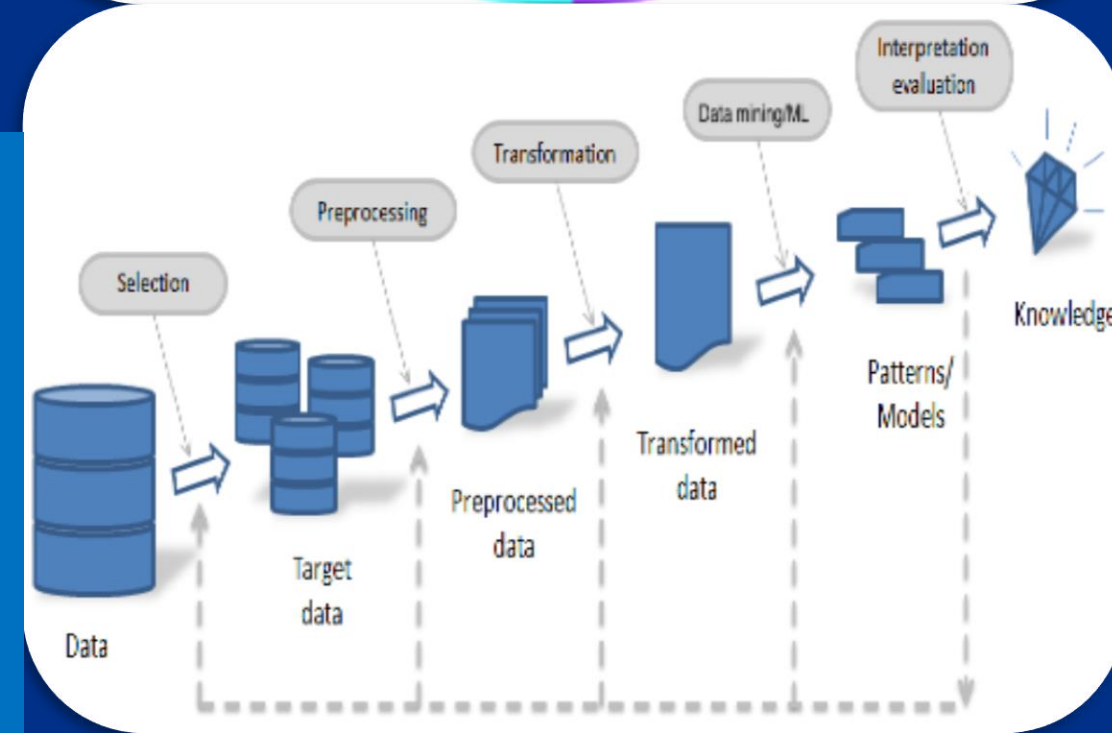 Interpretation
evaluation
Data mining/ML
Transformation
Preprocessing
Selection
Knowledge
Patterns/
Models
Transformed
data
Preprocessed
data
Target
data
Data